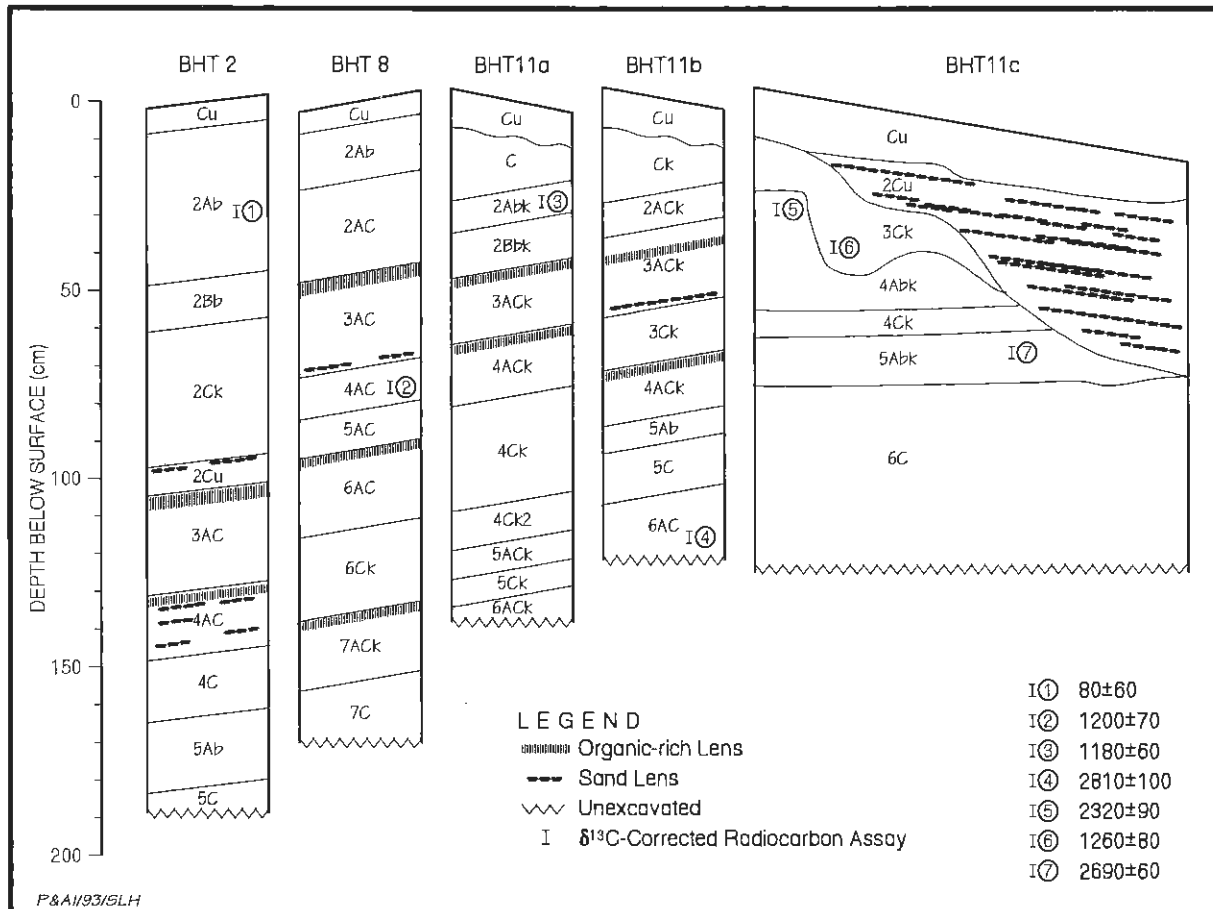 BHT 2
BHT 8
BHT11a
BHT11b
BHT11c
DEPTH BELOW SURFACE (cm)
0
50
100
150
200
Cu
2Ab
I①
2Bb
2Ck
2Cu
3AC
4AC
4C
5Ab
5C
Cu
2Ab
2AC
3AC
4AC I②
5AC
6AC
6Ck
7ACk
7C
Cu
C
2Abk I③
2Bbk
3ACk
4ACk
4Ck
4Ck2
5ACk
5Ck
6ACk
Cu
Ck
2ACk
3ACk
3Ck
4ACk
5Ab
5C
6AC
I④
Cu
2Cu
I⑤
3Ck
I⑥
4Abk
4Ck
5Abk
I⑦
6C
LEGEND
Organic-rich Lens
Sand Lens
Unexcavated
I δ¹³C-Corrected Radiocarbon Assay
I① 80±60
I② 1200±70
I③ 1180±60
I④ 2810±100
I⑤ 2320±90
I⑥ 1260±80
I⑦ 2690±60
P&AI/93/SLH